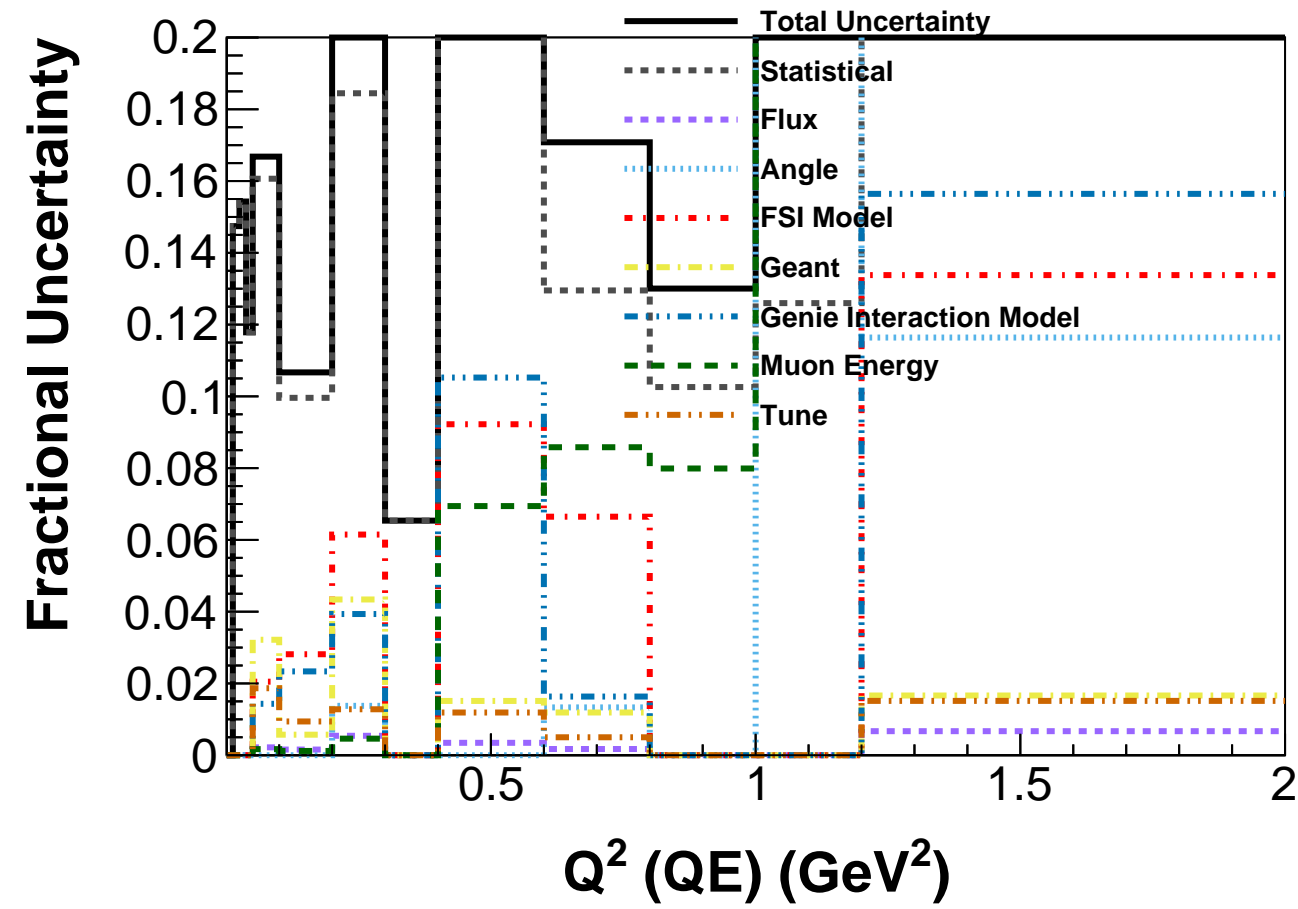 Total Uncertainty
0.2
Statistical
0.18
Flux
0.16
Angle
FSI Model
0.14
Geant
0.12
Genie Interaction Model
Muon Energy
0.1
Tune
0.08
0.06
0.04
0.02
0
Fractional Uncertainty
0.5
1
1.5
2
Q² (QE) (GeV²)